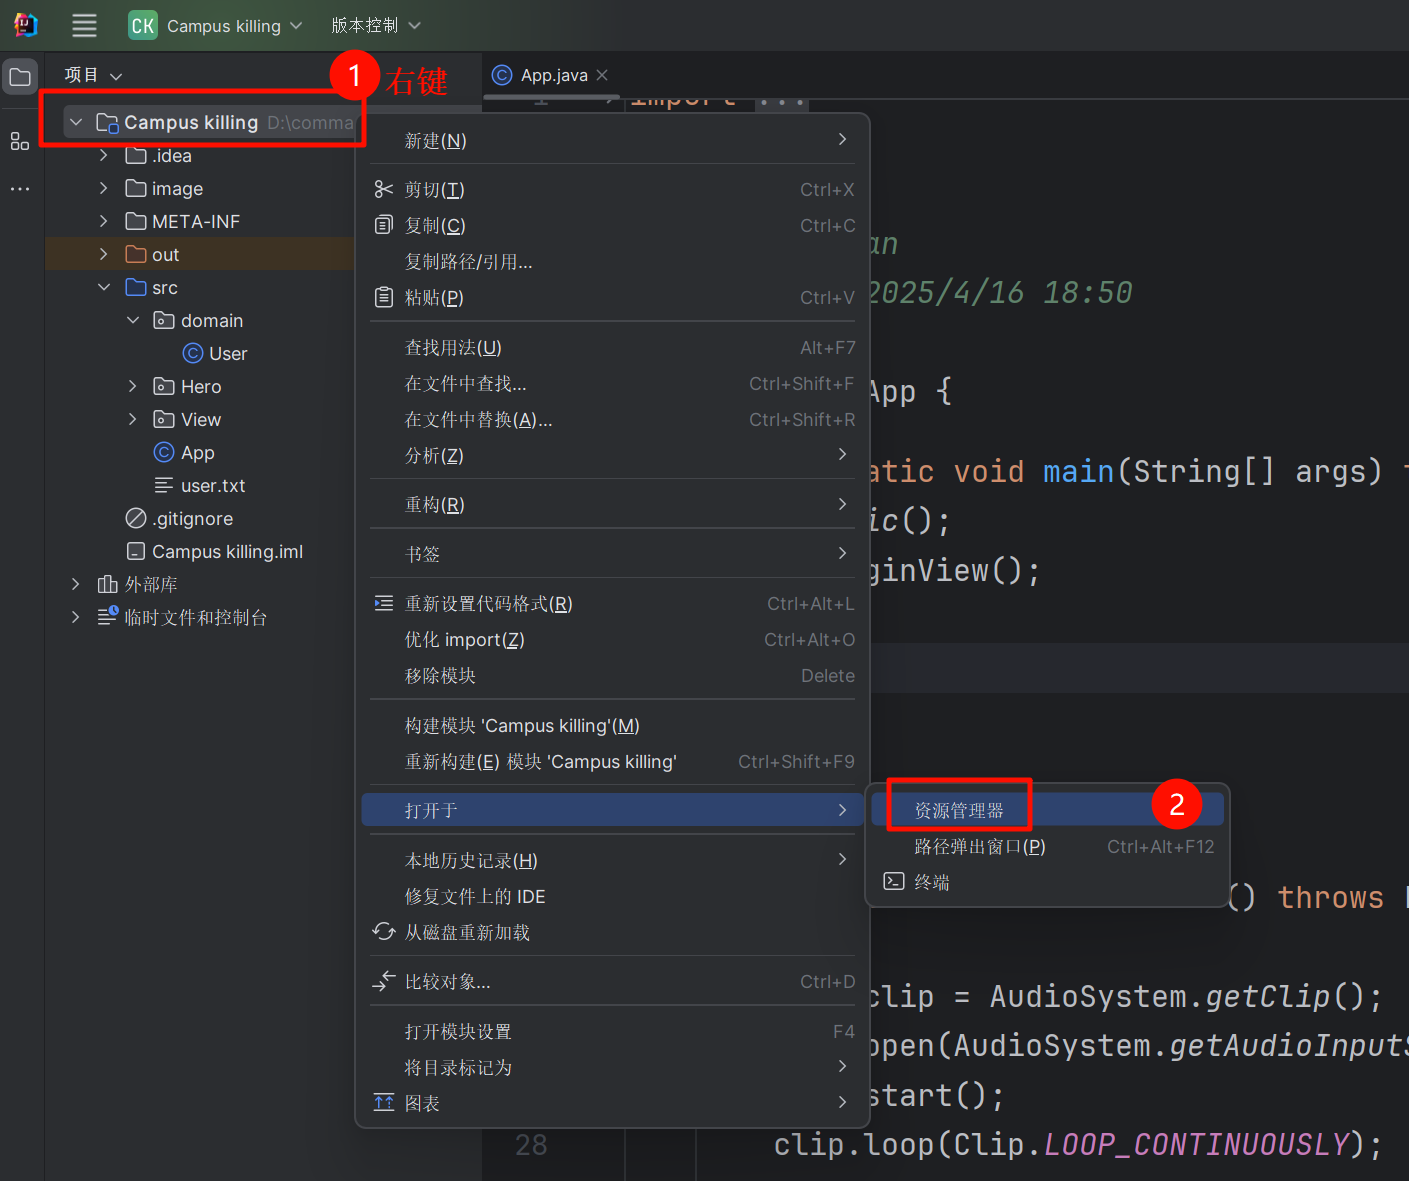 CK Campus killing 版本控制
项目
1 右键
App.java
Campus killing D:\comma
.idea
image
META-INF
out
src
domain
User
Hero
View
App
user.txt
.gitignore
Campus killing.iml
外部库
临时文件和控制台
新建(N)
剪切(T) Ctrl+X
复制(C) Ctrl+C
复制路径/引用...
粘贴(P) Ctrl+V
查找用法(U) Alt+F7
在文件中查找... Ctrl+Shift+F
在文件中替换(A)... Ctrl+Shift+R
分析(Z)
重构(R)
书签
重新设置代码格式(R) Ctrl+Alt+L
优化 import(Z) Ctrl+Alt+O
移除模块 Delete
构建模块 'Campus killing'(M)
重新构建(E) 模块 'Campus killing' Ctrl+Shift+F9
打开于
本地历史记录(H)
修复文件上的 IDE
从磁盘重新加载
比较对象... Ctrl+D
打开模块设置 F4
将目录标记为
图表
资源管理器 2
路径弹出窗口(P) Ctrl+Alt+F12
终端
1 import ...
an
2025/4/16 18:50
App {
atic void main(String[] args)
ic();
ginView();
() throws
clip = AudioSystem.getClip();
open(AudioSystem.getAudioInputS
start();
28 clip.loop(Clip.LOOP_CONTINUOUSLY);